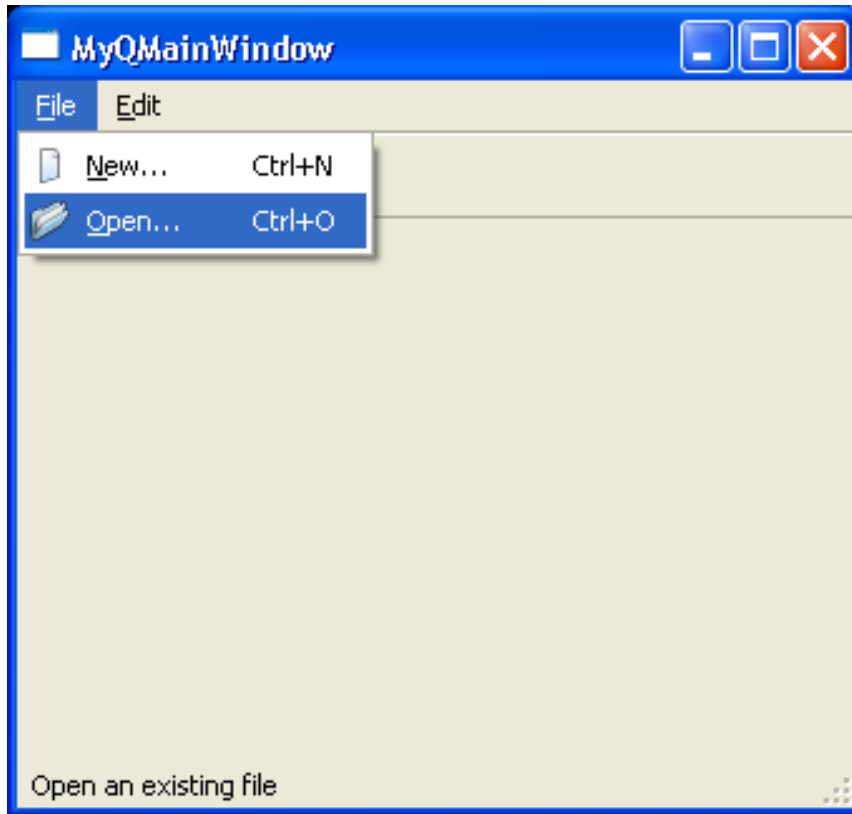 MyQMainWindow
File Edit
New... Ctrl+N
Open... Ctrl+O
Open an existing file